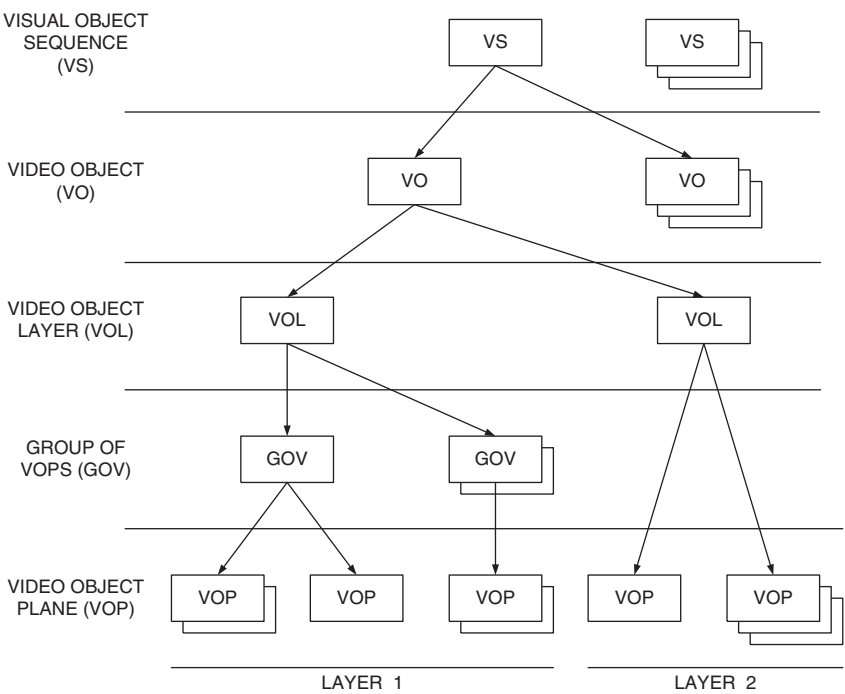 VISUAL OBJECT
SEQUENCE
(VS)
VS
VS
VIDEO OBJECT
(VO)
VO
VO
VIDEO OBJECT
LAYER (VOL)
VOL
VOL
GROUP OF
VOPS (GOV)
GOV
GOV
VIDEO OBJECT
PLANE (VOP)
VOP
VOP
VOP
VOP
VOP
LAYER 1
LAYER 2